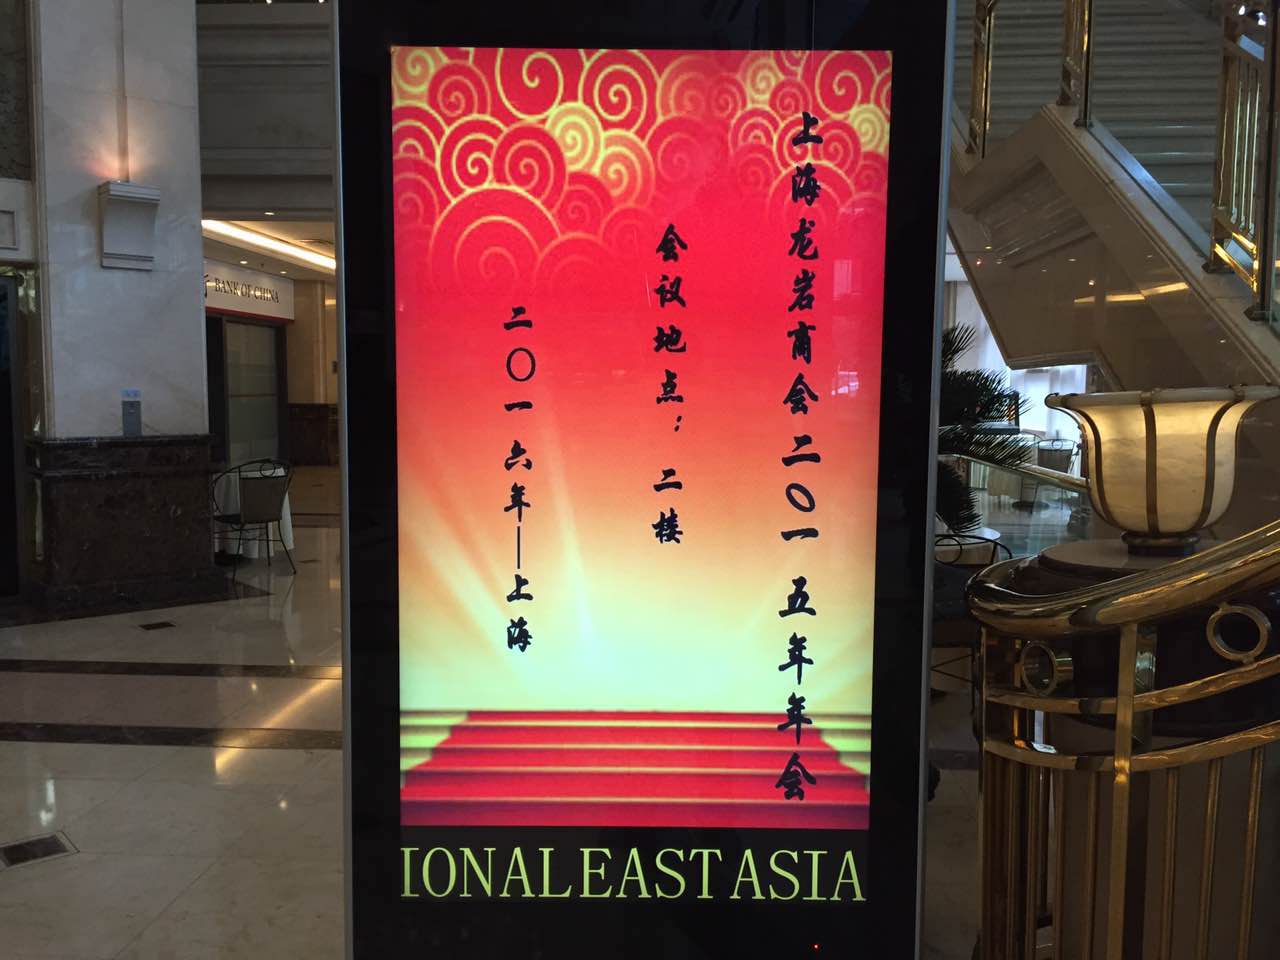 上海龙岩商会二〇一五年年会
会议地点：二楼
二〇一六年—上海
IONAL EAST ASIA
BANK OF CHINA